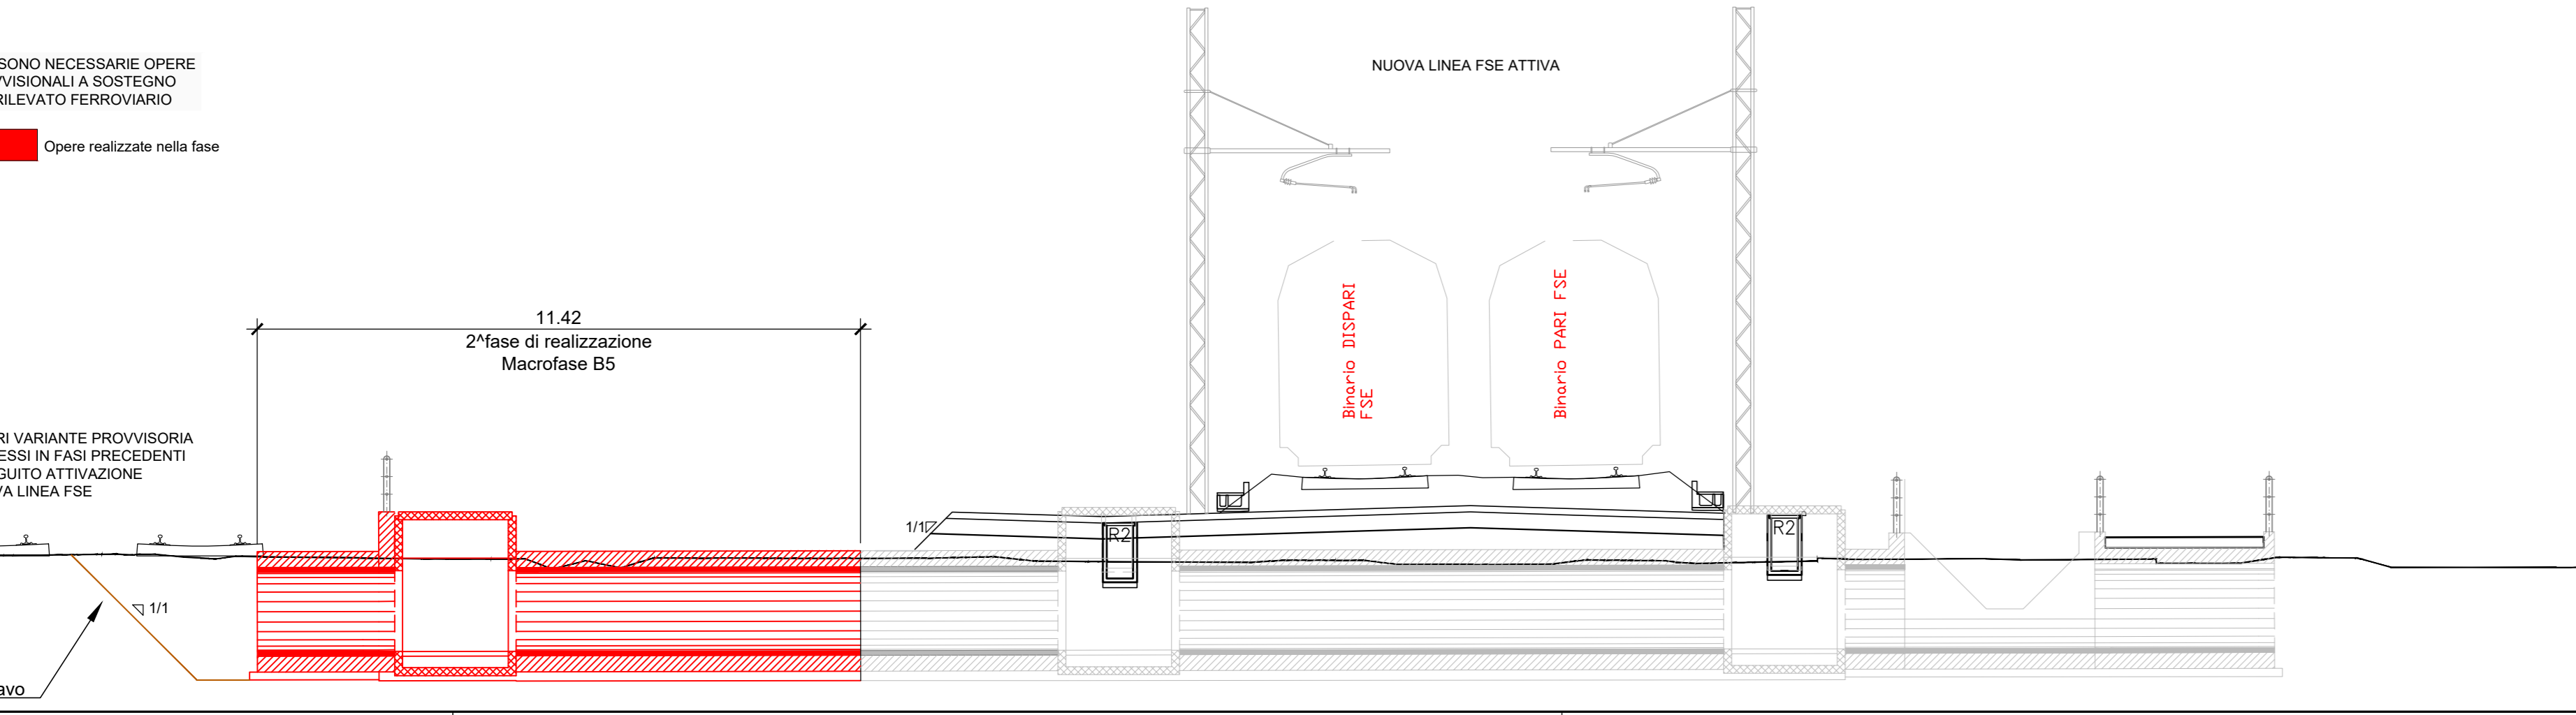 SONO NECESSARIE OPERE
VVISIONALI A SOSTEGNO
RILEVATO FERROVIARIO
Opere realizzate nella fase
NUOVA LINEA FSE ATTIVA
11.42
2^fase di realizzazione
Macrofase B5
Binario DISPARI
FSE
Binario PARI FSE
RI VARIANTE PROVVISORIA
ESSI IN FASI PRECEDENTI
GUITO ATTIVAZIONE
VA LINEA FSE
1/1
R2
R2
1/1
avo